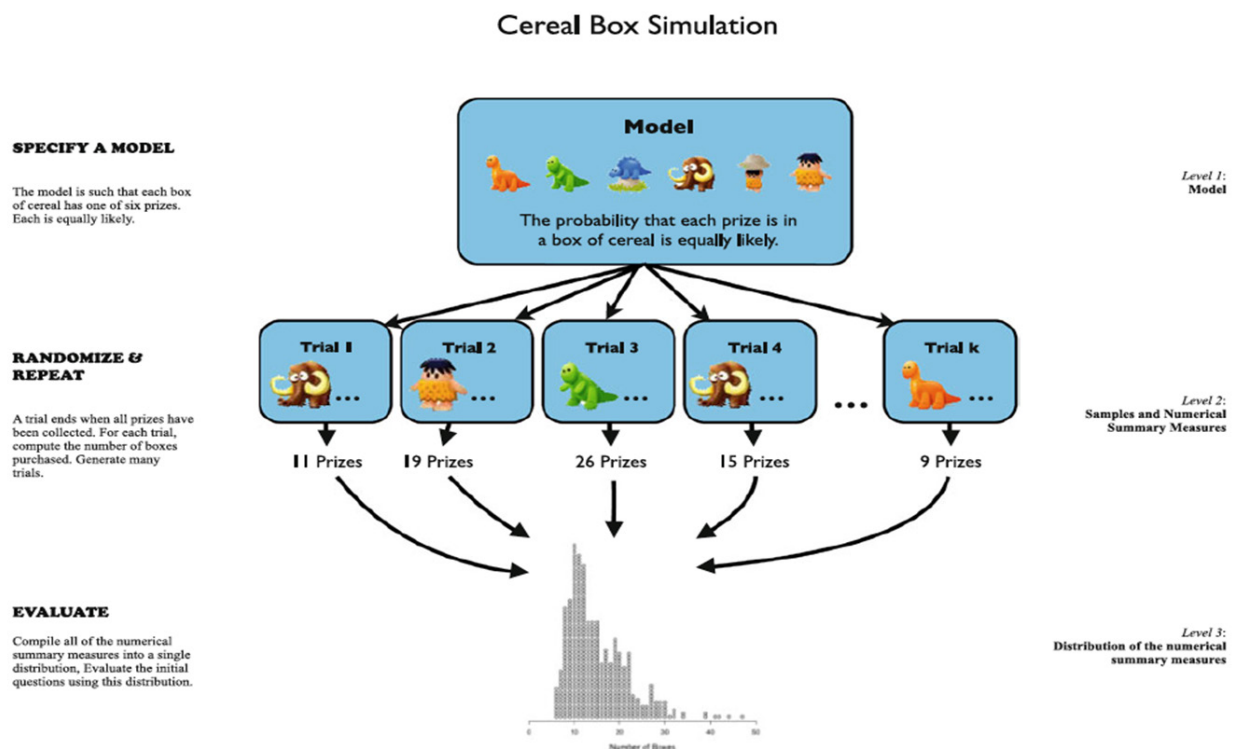 Cereal Box Simulation
SPECIFY A MODEL
The model is such that each box
of cereal has one of six prizes.
Each is equally likely.
Model
The probability that each prize is in
a box of cereal is equally likely.
Level 1:
Model
RANDOMIZE &
REPEAT
A trial ends when all prizes have
been collected. For each trial,
compute the number of boxes
purchased. Generate many
trials.
Trial 1
...
Trial 2
...
Trial 3
...
Trial 4
...
...
Trial k
...
11 Prizes
19 Prizes
26 Prizes
15 Prizes
9 Prizes
Level 2:
Samples and Numerical
Summary Measures
EVALUATE
Compile all of the numerical
summary measures into a single
distribution, Evaluate the initial
questions using this distribution.
Level 3:
Distribution of the numerical
summary measures
0 10 20 30 40 50
Number of Boxes